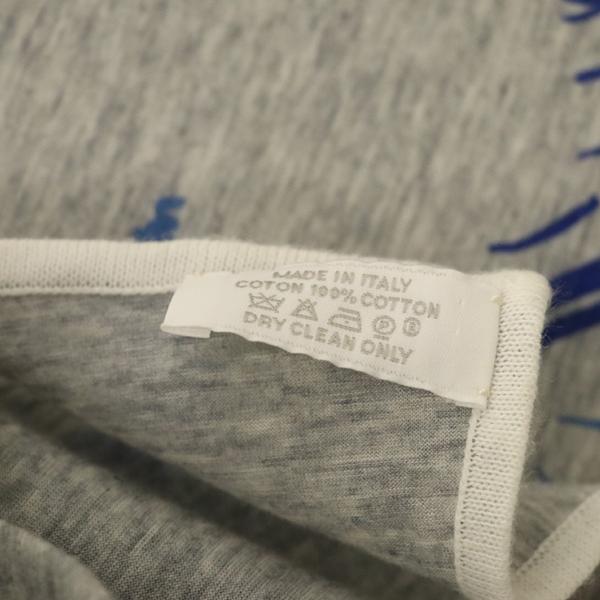 MADE IN ITALY
COTON 100% COTTON
P
DRY CLEAN ONLY